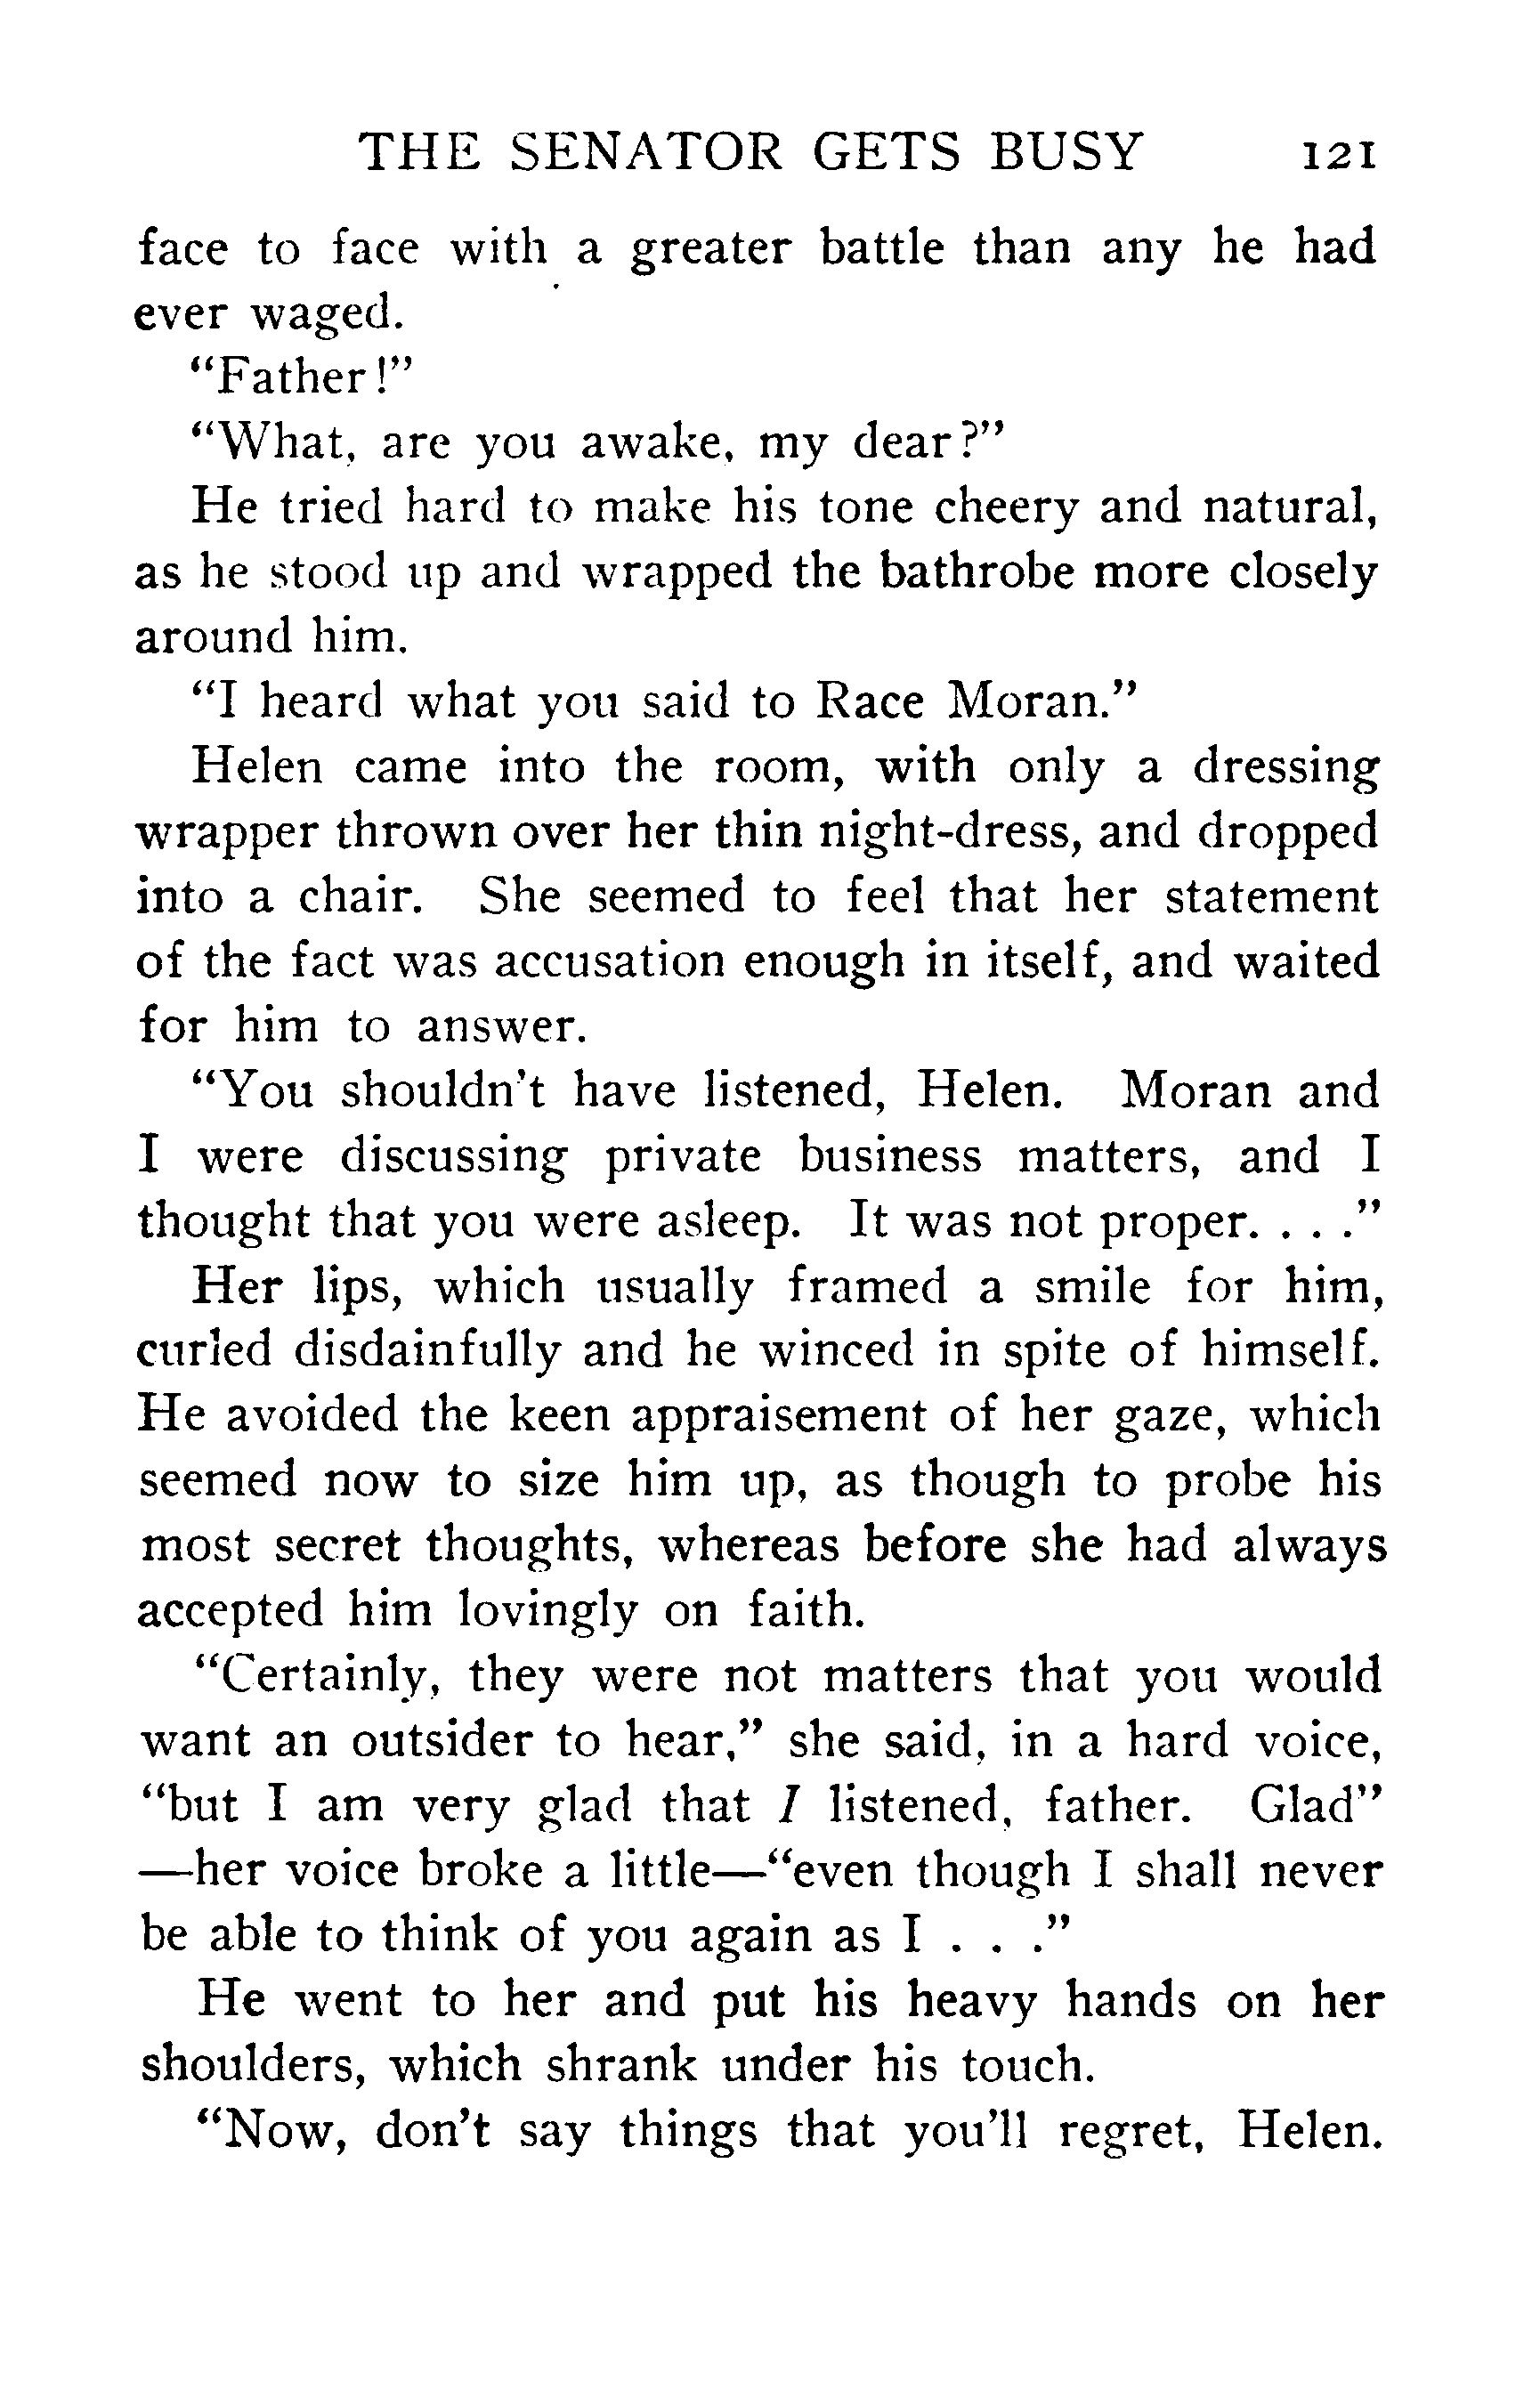 THE SENATOR GETS BUSY 121
face to face with a greater battle than any he had
ever waged.
“Father!”
“What, are you awake, my dear?”
He tried hard to make his tone cheery and natural,
as he stood up and wrapped the bathrobe more closely
around him.
“I heard what you said to Race Moran.”
Helen came into the room, with only a dressing
wrapper thrown over her thin night-dress, and dropped
into a chair. She seemed to feel that her statement
of the fact was accusation enough in itself, and waited
for him to answer.
“You shouldn’t have listened, Helen. Moran and
I were discussing private business matters, and I
thought that you were asleep. It was not proper. . . .”
Her lips, which usually framed a smile for him,
curled disdainfully and he winced in spite of himself.
He avoided the keen appraisement of her gaze, which
seemed now to size him up, as though to probe his
most secret thoughts, whereas before she had always
accepted him lovingly on faith.
“Certainly, they were not matters that you would
want an outsider to hear,” she said, in a hard voice,
“but I am very glad that I listened, father. Glad”
—her voice broke a little—“even though I shall never
be able to think of you again as I . . .”
He went to her and put his heavy hands on her
shoulders, which shrank under his touch.
“Now, don’t say things that you’ll regret, Helen.